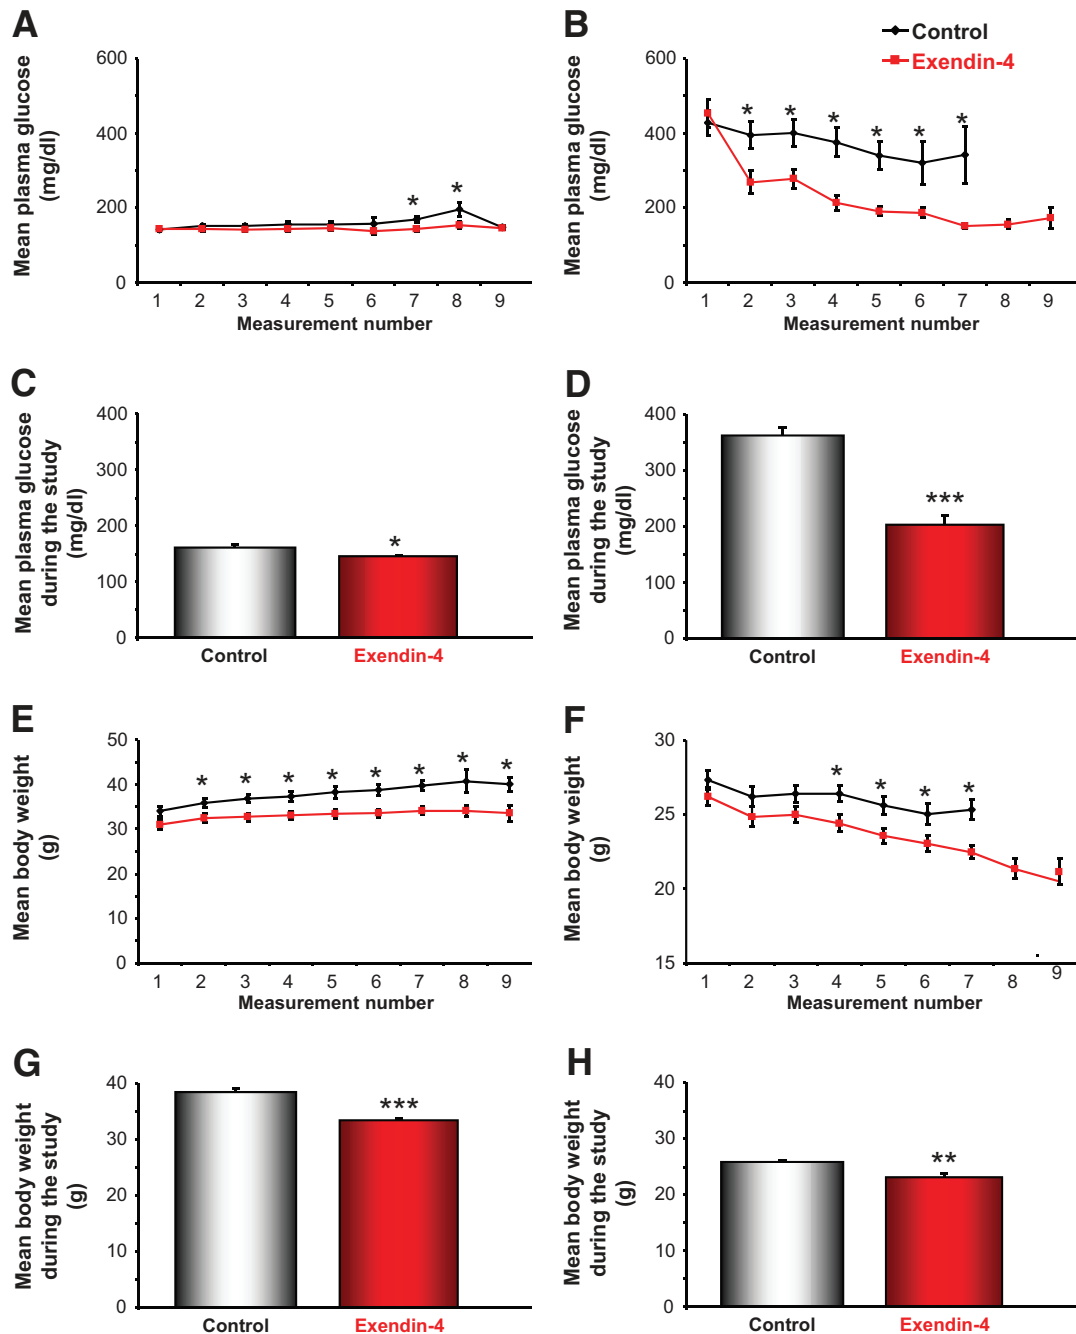 A
Mean plasma glucose
(mg/dl)
600
400
200
0
*
*
1 2 3 4 5 6 7 8 9
Measurement number
B
Control
Exendin-4
Mean plasma glucose
(mg/dl)
600
400
200
0
* * * * * *
1 2 3 4 5 6 7 8 9
Measurement number
C
Mean plasma glucose
during the study
(mg/dl)
400
300
200
100
0
*
Control Exendin-4
D
Mean plasma glucose
during the study
(mg/dl)
400
300
200
100
0
***
Control Exendin-4
E
Mean body weight
(g)
50
40
30
20
10
0
* * * * * * * *
1 2 3 4 5 6 7 8 9
Measurement number
F
Mean body weight
(g)
30
25
20
15
* * * *
1 2 3 4 5 6 7 8 9
Measurement number
G
Mean body weight
during the study
(g)
40
30
20
10
0
***
Control Exendin-4
H
Mean body weight
during the study
(g)
40
30
20
10
0
**
Control Exendin-4